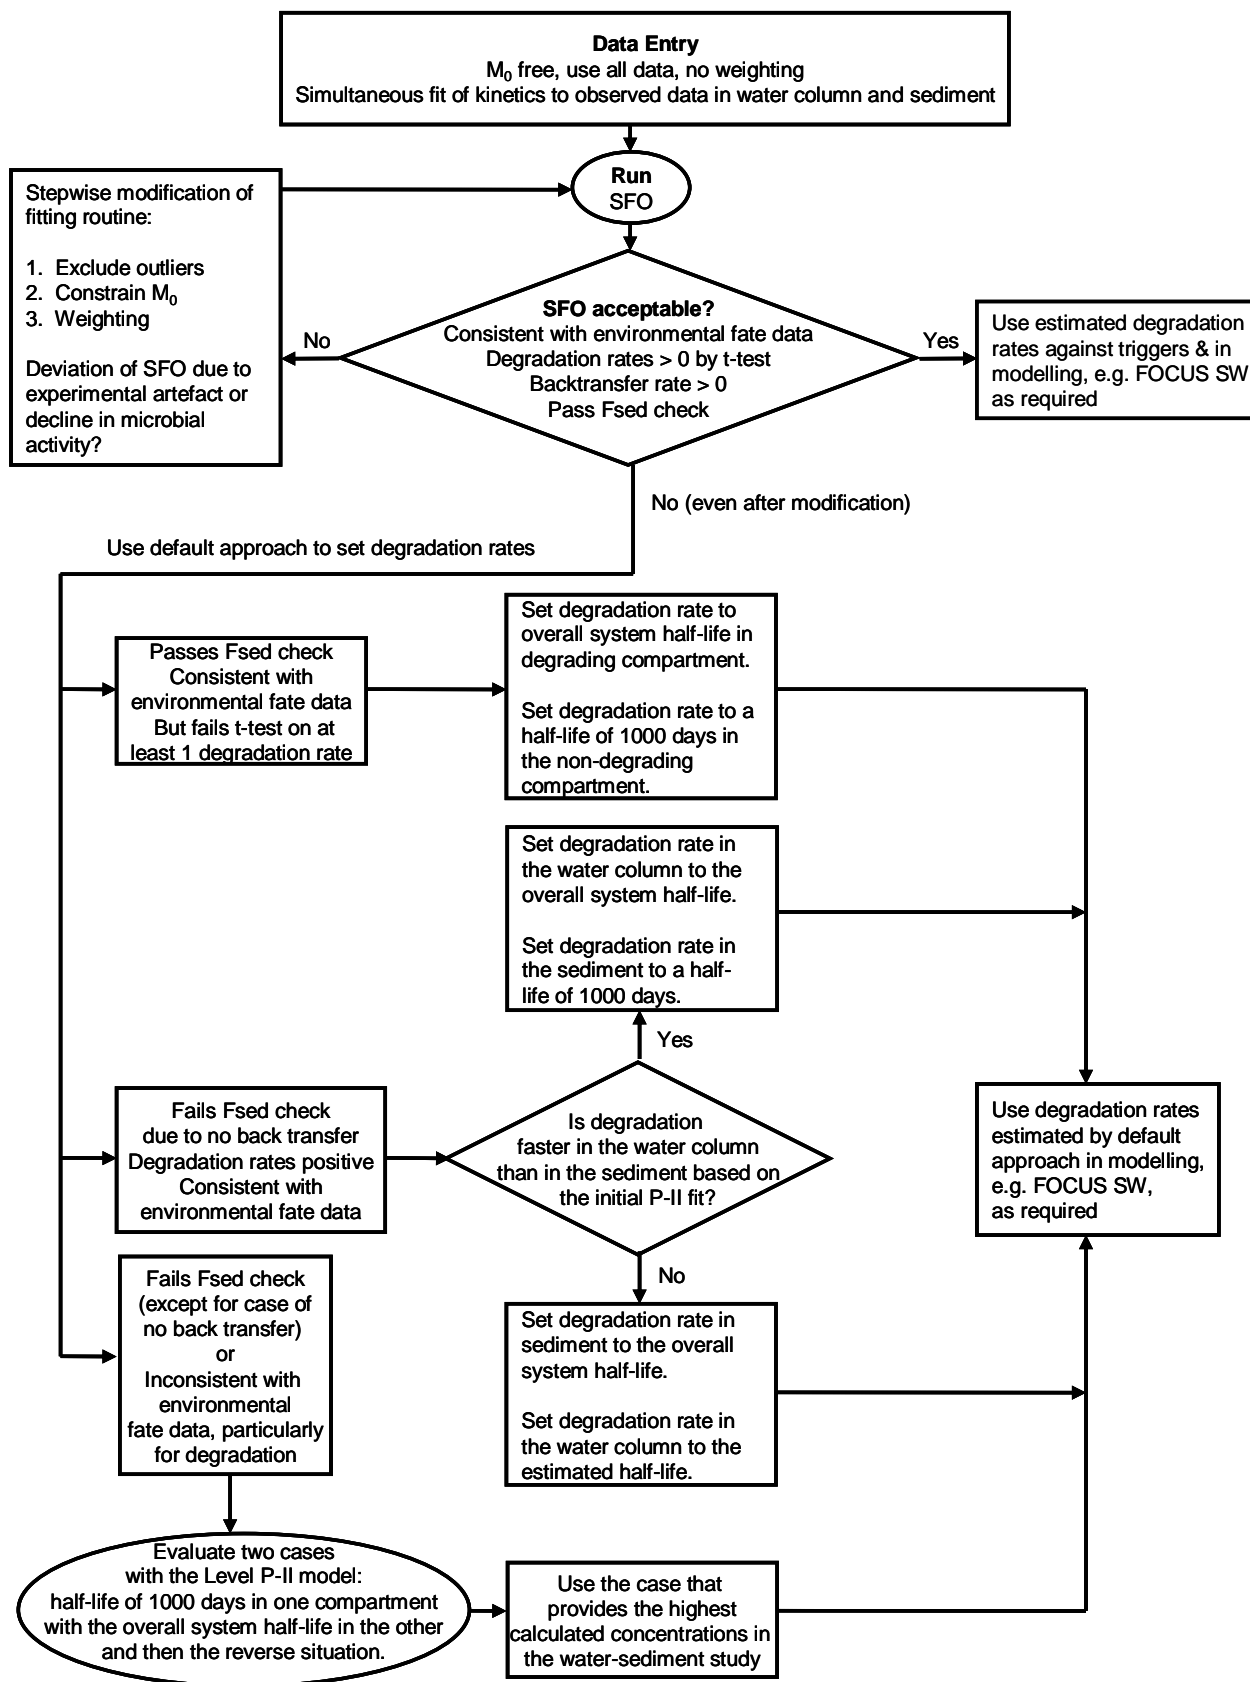 Data Entry
M₀ free, use all data, no weighting
Simultaneous fit of kinetics to observed data in water column and sediment
Run
SFO
Stepwise modification of
fitting routine:
1. Exclude outliers
2. Constrain M₀
3. Weighting
Deviation of SFO due to
experimental artefact or
decline in microbial
activity?
No
SFO acceptable?
Consistent with environmental fate data
Degradation rates > 0 by t-test
Backtransfer rate > 0
Pass Fsed check
Yes
Use estimated degradation
rates against triggers & in
modelling, e.g. FOCUS SW
as required
No (even after modification)
Use default approach to set degradation rates
Passes Fsed check
Consistent with
environmental fate data
But fails t-test on at
least 1 degradation rate
Set degradation rate to
overall system half-life in
degrading compartment.
Set degradation rate to a
half-life of 1000 days in
the non-degrading
compartment.
Set degradation rate in
the water column to the
overall system half-life.
Set degradation rate in
the sediment to a half-
life of 1000 days.
Yes
Fails Fsed check
due to no back transfer
Degradation rates positive
Consistent with
environmental fate data
Is degradation
faster in the water column
than in the sediment based on
the initial P-II fit?
Use degradation rates
estimated by default
approach in modelling,
e.g. FOCUS SW,
as required
No
Fails Fsed check
(except for case of
no back transfer)
or
Inconsistent with
environmental
fate data, particularly
for degradation
Set degradation rate in
sediment to the overall
system half-life.
Set degradation rate in
the water column to the
estimated half-life.
Evaluate two cases
with the Level P-II model:
half-life of 1000 days in one compartment
with the overall system half-life in the other
and then the reverse situation.
Use the case that
provides the highest
calculated concentrations in
the water-sediment study